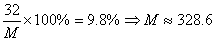 32/M × 100% = 9.8% ⇒ M ≈ 328.6